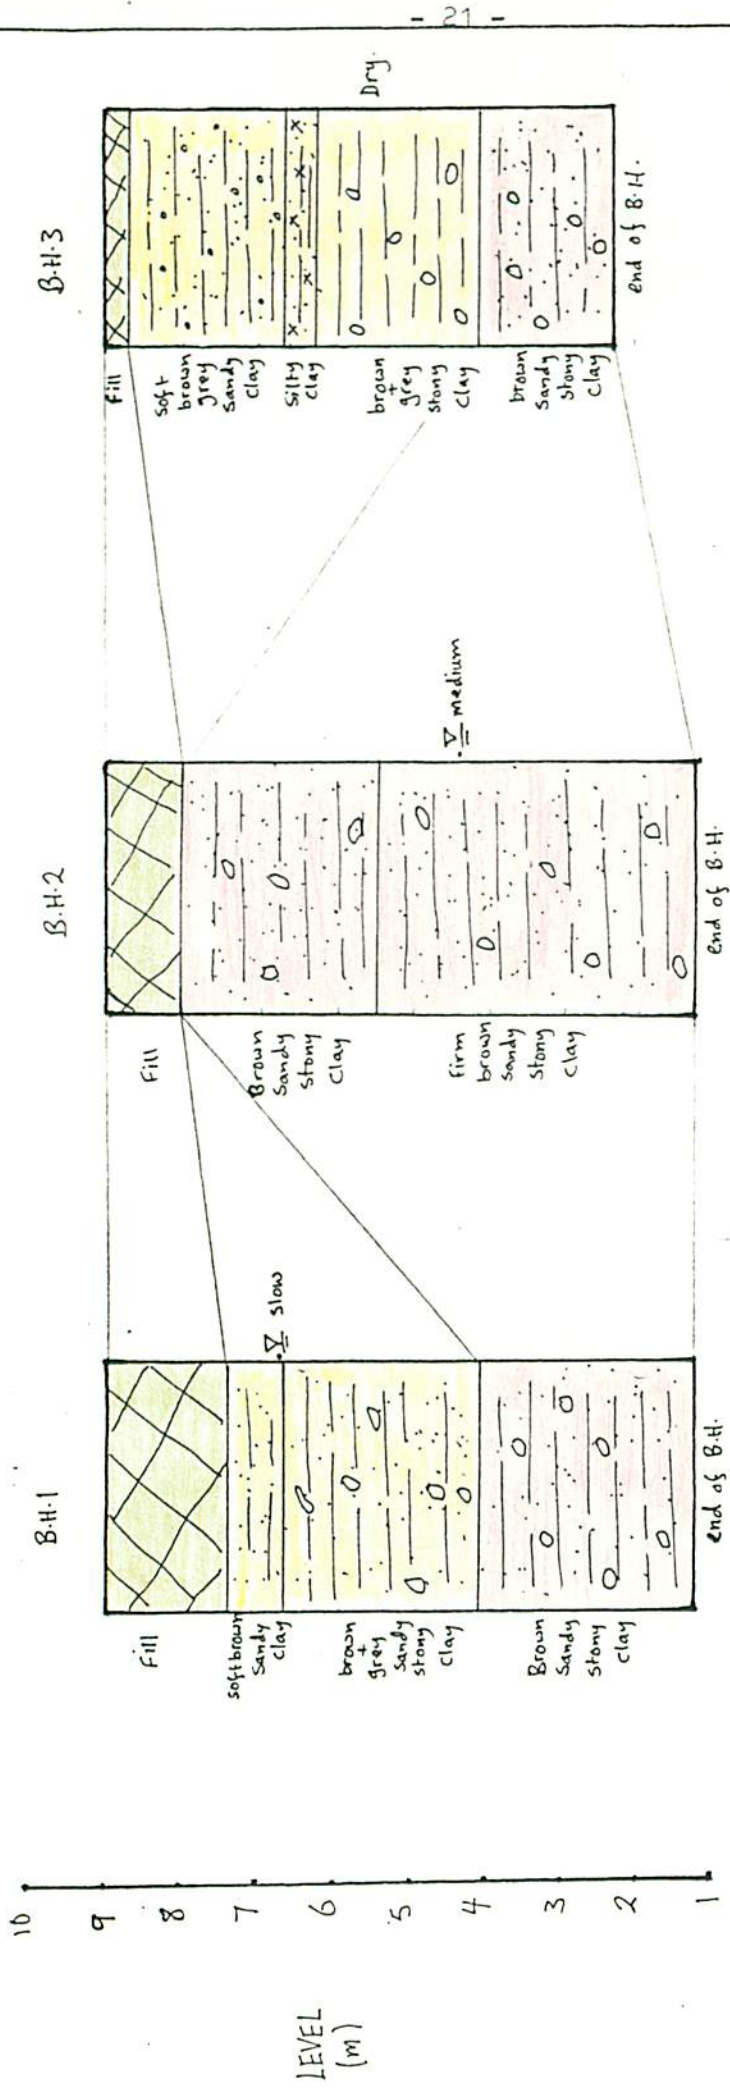 - 21 -
B.H.1
B.H.2
B.H.3
LEVEL
(m)
10
9
8
7
6
5
4
3
2
1
Fill
soft brown
sandy
clay
brown
+
grey
sandy
stony
clay
Brown
sandy
stony
clay
end of B.H.
slow
Fill
Brown
sandy
stony
clay
firm
brown
sandy
stony
clay
end of B.H.
medium
Fill
soft
brown
grey
sandy
clay
silty
clay
brown
+
grey
stony
clay
brown
sandy
stony
clay
end of B.H.
Dry.